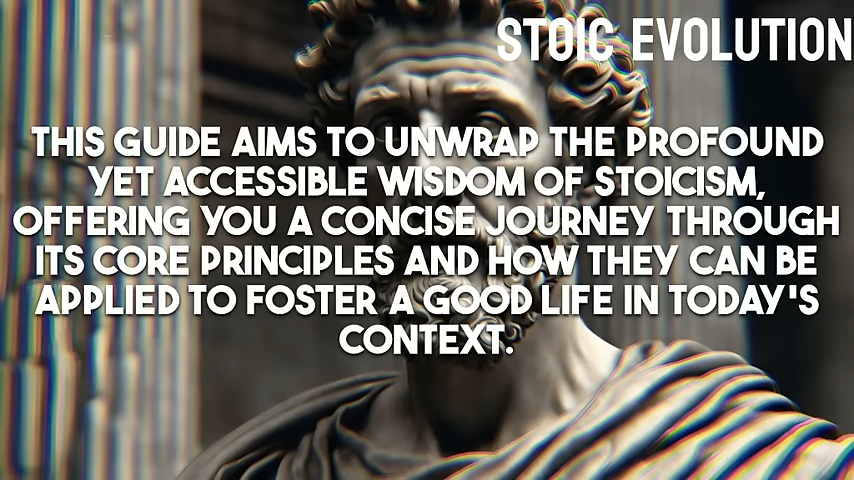 STOIC EVOLUTION
THIS GUIDE AIMS TO UNWRAP THE PROFOUND
YET ACCESSIBLE WISDOM OF STOICISM,
OFFERING YOU A CONCISE JOURNEY THROUGH
ITS CORE PRINCIPLES AND HOW THEY CAN BE
APPLIED TO FOSTER A GOOD LIFE IN TODAY'S
CONTEXT.